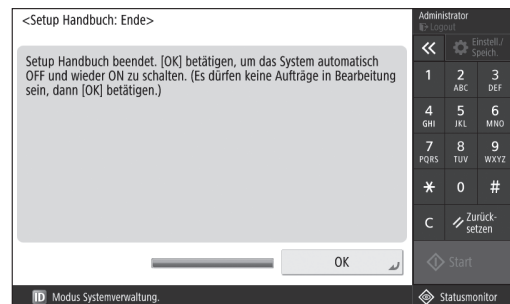 <Setup Handbuch: Ende>
Setup Handbuch beendet. [OK] betätigen, um das System automatisch
OFF und wieder ON zu schalten. (Es dürfen keine Aufträge in Bearbeitung
sein, dann [OK] betätigen.)
OK
ID Modus Systemverwaltung.
Administrator
Logout
Einstell./
Speich.
1 2 3
ABC DEF
4 5 6
GHI JKL MNO
7 8 9
PQRS TUV WXYZ
* 0 #
C Zurück-
setzen
Start
Statusmonitor